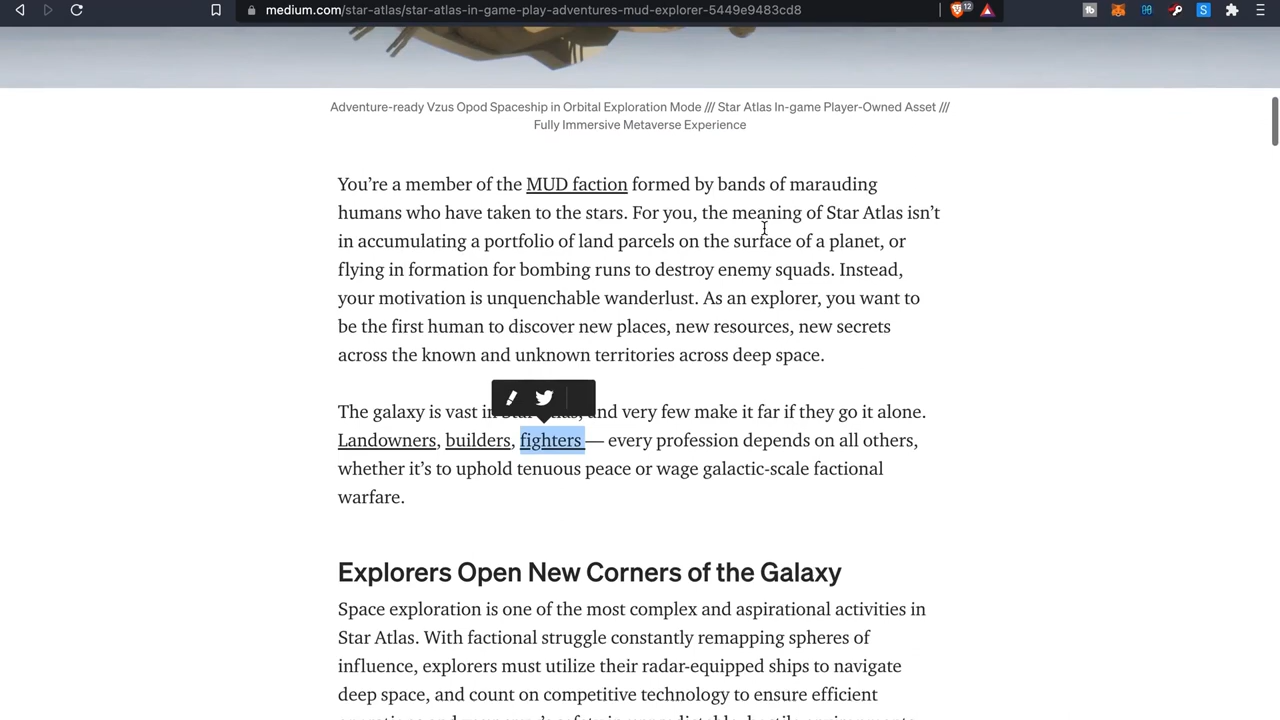 medium.com/star-atlas/star-atlas-in-game-play-adventures-mud-explorer-5449e9483cd8
12
Adventure-ready Vzus Opod Spaceship in Orbital Exploration Mode /// Star Atlas In-game Player-Owned Asset ///
Fully Immersive Metaverse Experience
You’re a member of the MUD faction formed by bands of marauding
humans who have taken to the stars. For you, the meaning of Star Atlas isn’t
in accumulating a portfolio of land parcels on the surface of a planet, or
flying in formation for bombing runs to destroy enemy squads. Instead,
your motivation is unquenchable wanderlust. As an explorer, you want to
be the first human to discover new places, new resources, new secrets
across the known and unknown territories across deep space.
The galaxy is vast in and very few make it far if they go it alone.
Landowners, builders, fighters — every profession depends on all others,
whether it’s to uphold tenuous peace or wage galactic-scale factional
warfare.
Explorers Open New Corners of the Galaxy
Space exploration is one of the most complex and aspirational activities in
Star Atlas. With factional struggle constantly remapping spheres of
influence, explorers must utilize their radar-equipped ships to navigate
deep space, and count on competitive technology to ensure efficient